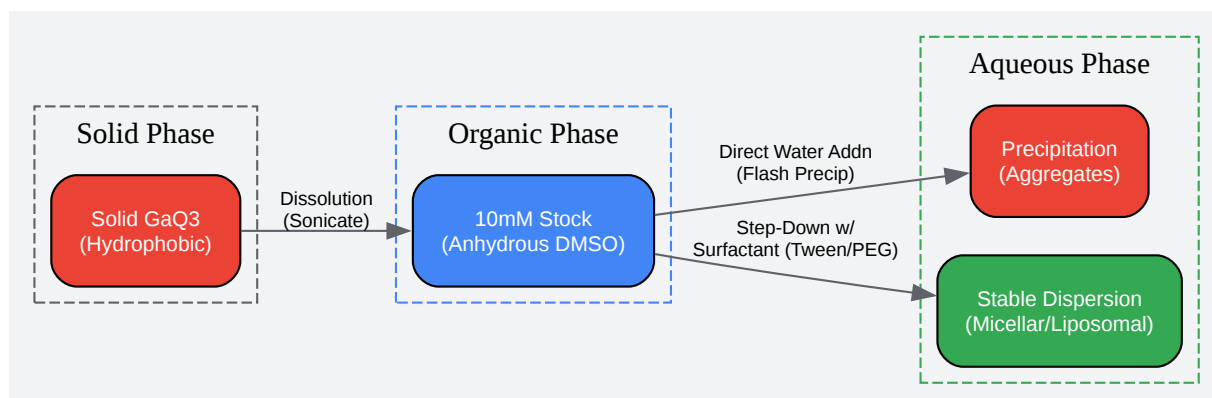 Solid Phase
Solid GaQ3
(Hydrophobic)
Dissolution
(Sonicate)
Organic Phase
10mM Stock
(Anhydrous DMSO)
Direct Water Addn
(Flash Precip)
Step-Down w/
Surfactant (Tween/PEG)
Aqueous Phase
Precipitation
(Aggregates)
Stable Dispersion
(Micellar/Liposomal)